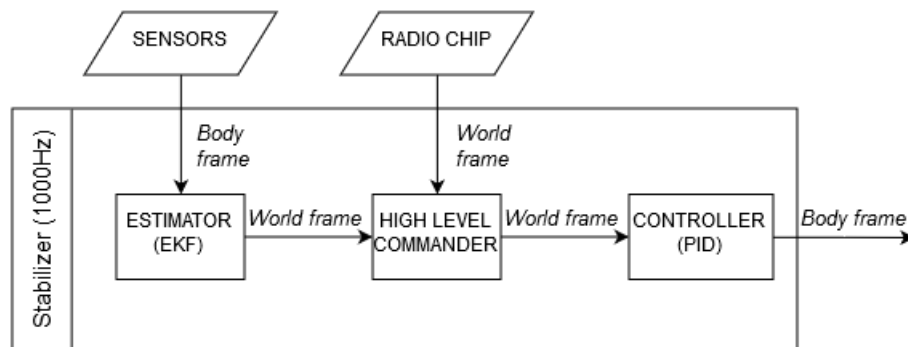 SENSORS
RADIO CHIP
Stabilizer (1000Hz)
Body
frame
World
frame
ESTIMATOR
(EKF)
World frame
HIGH LEVEL
COMMANDER
World frame
CONTROLLER
(PID)
Body frame